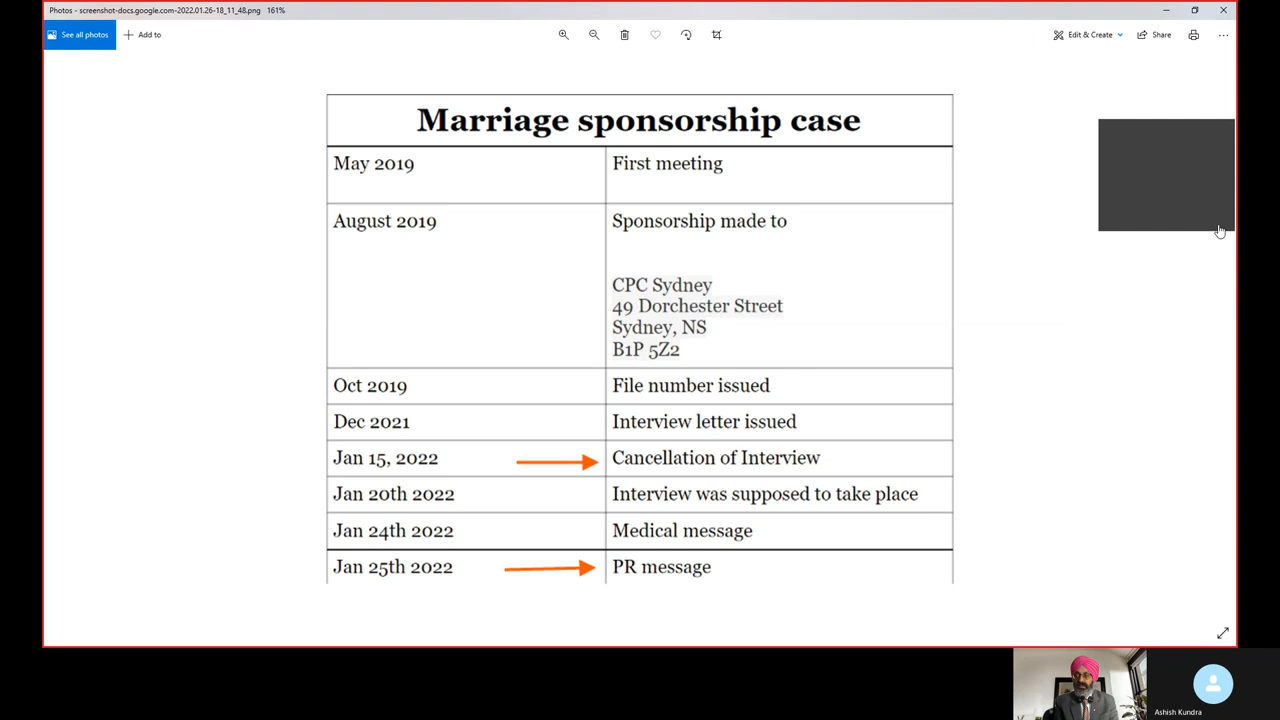 Photos - screenshot-docs.google.com-2022.01.26-18_11_48.png 161%
See all photos
Add to
Edit & Create
Share
Marriage sponsorship case
May 2019 First meeting
August 2019 Sponsorship made to
CPC Sydney
49 Dorchester Street
Sydney, NS
B1P 5Z2
Oct 2019 File number issued
Dec 2021 Interview letter issued
Jan 15, 2022 Cancellation of Interview
Jan 20th 2022 Interview was supposed to take place
Jan 24th 2022 Medical message
Jan 25th 2022 PR message
Ashish Kundra